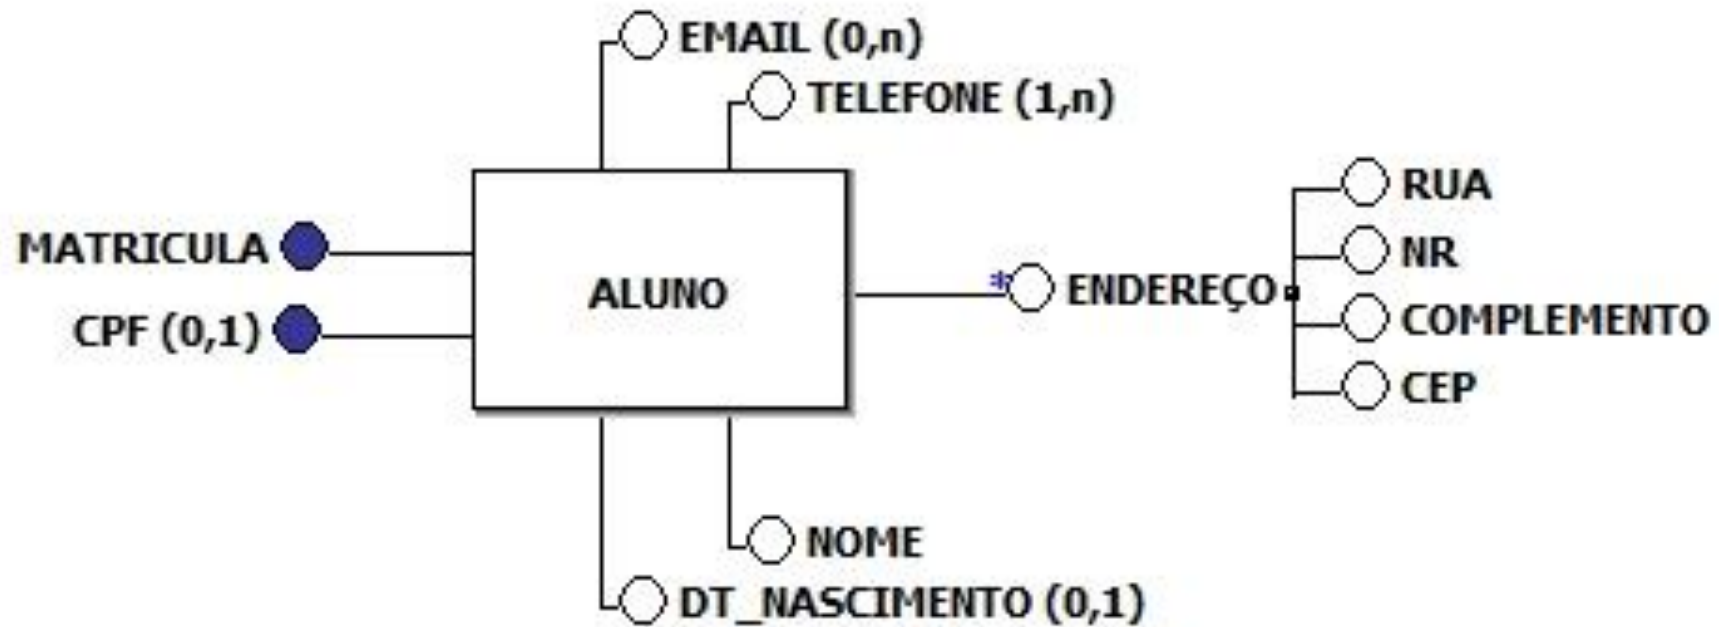 EMAIL (0,n)
TELEFONE (1,n)
MATRICULA
CPF (0,1)
ALUNO
* ENDEREÇO
RUA
NR
COMPLEMENTO
CEP
NOME
DT_NASCIMENTO (0,1)